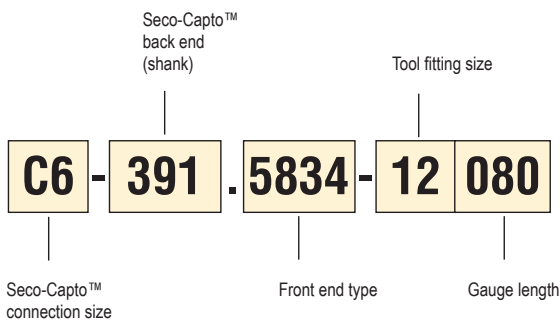 Seco-Capto™
back end
(shank)
Tool fitting size
C6 - 391 . 5834 - 12 080
Seco-Capto™
connection size
Front end type
Gauge length